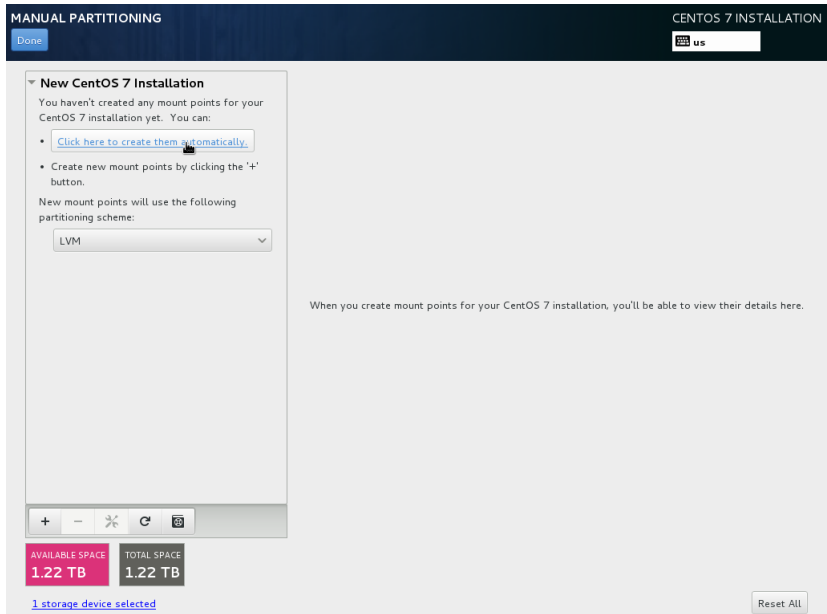 MANUAL PARTITIONING
CENTOS 7 INSTALLATION
Done
us
New CentOS 7 Installation
You haven't created any mount points for your
CentOS 7 installation yet. You can:
• Click here to create them automatically.
• Create new mount points by clicking the '+'
button.
New mount points will use the following
partitioning scheme:
LVM
When you create mount points for your CentOS 7 installation, you'll be able to view their details here.
+ −
AVAILABLE SPACE
1.22 TB
TOTAL SPACE
1.22 TB
1 storage device selected
Reset All